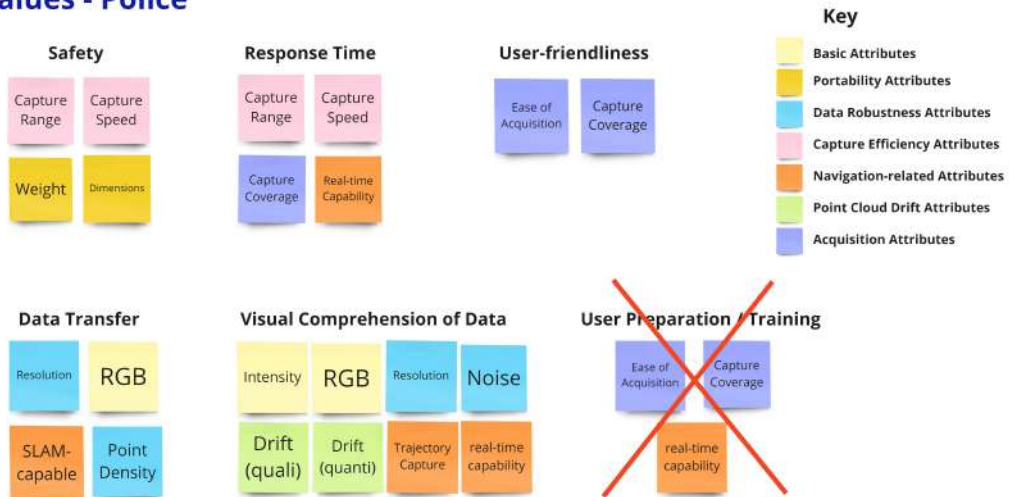 Police
Key
Safety
Response Time
User-friendliness
Basic Attributes
Portability Attributes
Data Robustness Attributes
Capture Efficiency Attributes
Navigation-related Attributes
Point Cloud Drift Attributes
Acquisition Attributes
Capture
Range
Capture
Speed
Weight
Dimensions
Capture
Range
Capture
Speed
Capture
Coverage
Real-time
Capability
Ease of
Acquisition
Capture
Coverage
Data Transfer
Visual Comprehension of Data
User Preparation / Training
Resolution
RGB
SLAM-
capable
Point
Density
Intensity
RGB
Resolution
Noise
Drift
(quali)
Drift
(quanti)
Trajectory
Capture
real-time
capability
Ease of
Acquisition
Capture
Coverage
real-time
capability